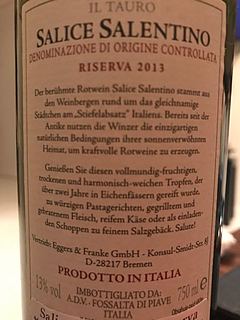 IL TAURO
SALICE SALENTINO
DENOMINAZIONE DI ORIGINE CONTROLLATA
RISERVA 2013
Der berühmte Rotwein Salice Salentino stammt aus
den Weinbergen rund um das gleichnamige
Städtchen am „Stiefelabsatz" Italiens. Bereits seit der
Antike nutzen die Winzer die einzigartigen
natürlichen Bedingungen ihrer sonnenverwöhnten
Heimat, um kraftvolle Rotweine zu erzeugen.
Genießen Sie diesen vollmundig-fruchtigen,
trockenen und harmonisch-weichen Tropfen, der
über zwei Jahre in Eichenfässern gereift wurde,
zu würzigen Pastagerichten, gegrilltem und
gebratenem Fleisch, reifem Käse oder als einladen-
den Schoppen zu feinem Salzgebäck. Salute!
Vertrieb: Eggers & Franke GmbH - Konsul-Smidt-Str. 8J
D-28217 Bremen
PRODOTTO IN ITALIA
13% vol
IMBOTTIGLIATO DA:
A.D.V. - FOSSALTA DI PIAVE
ITALIA
750 ml e